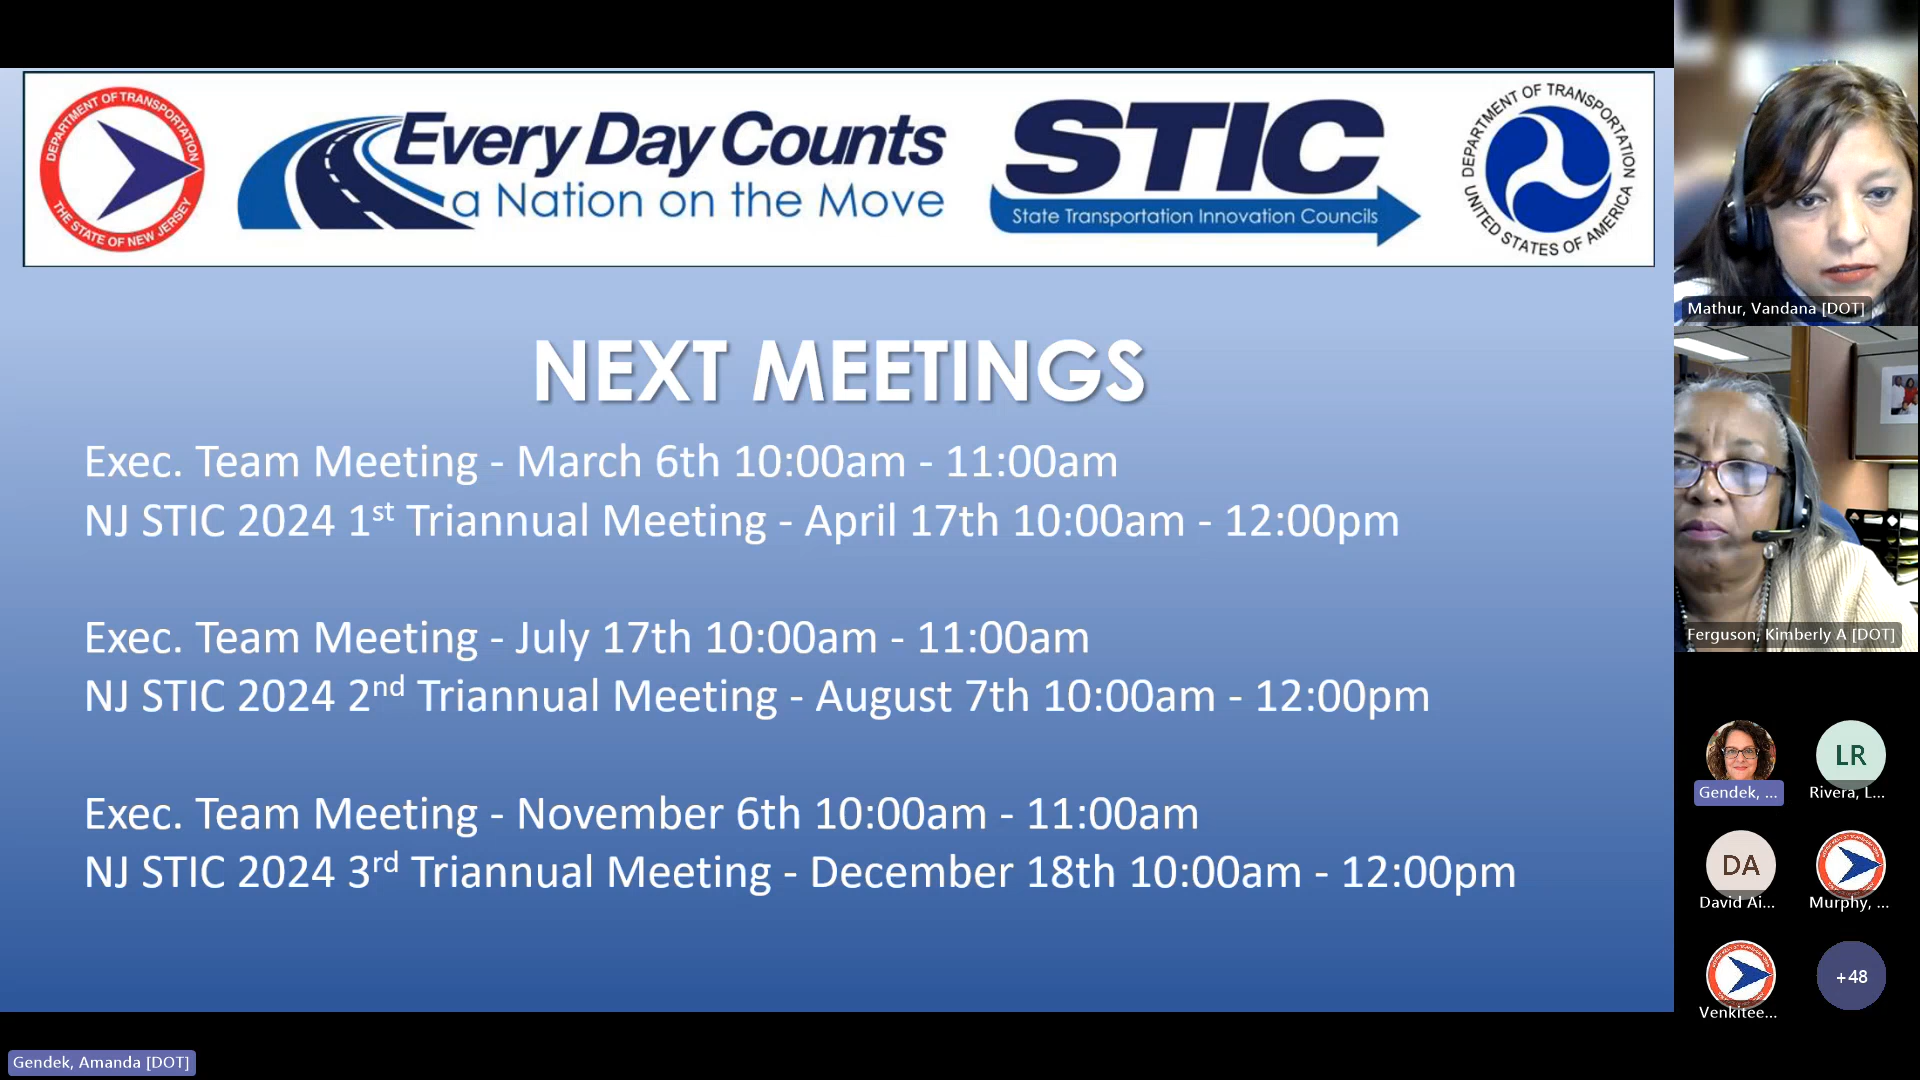 DEPARTMENT OF TRANSPORTATION
THE STATE OF NEW JERSEY
Every Day Counts
a Nation on the Move
STIC
State Transportation Innovation Councils
DEPARTMENT OF TRANSPORTATION
UNITED STATES OF AMERICA
NEXT MEETINGS
Exec. Team Meeting - March 6th 10:00am - 11:00am
NJ STIC 2024 1st Triannual Meeting - April 17th 10:00am - 12:00pm
Exec. Team Meeting - July 17th 10:00am - 11:00am
NJ STIC 2024 2nd Triannual Meeting - August 7th 10:00am - 12:00pm
Exec. Team Meeting - November 6th 10:00am - 11:00am
NJ STIC 2024 3rd Triannual Meeting - December 18th 10:00am - 12:00pm
Mathur, Vandana [DOT]
Ferguson, Kimberly A [DOT]
Gendek, ...
LR
Rivera, L...
DA
David Ai...
Murphy, ...
Venkitee...
+48
Gendek, Amanda [DOT]